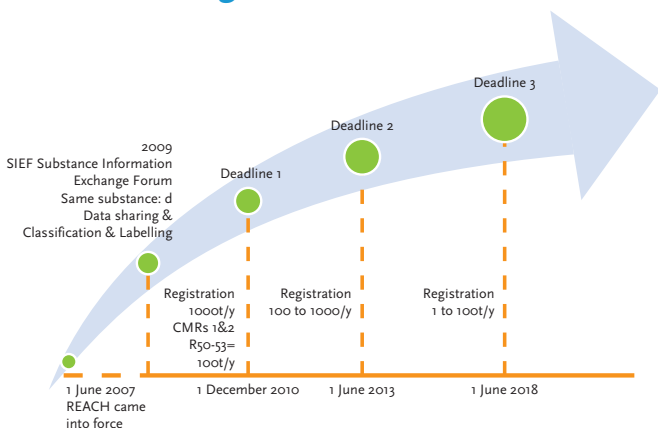 Deadline 3
Deadline 2
2009
SIEF Substance Information
Exchange Forum
Same substance: d
Data sharing &
Classification & Labelling
Deadline 1
Registration
1000t/y
CMRs 1&2
R50-53=
100t/y
Registration
100 to 1000t/y
Registration
1 to 100t/y
1 June 2007
REACH came
into force
1 December 2010
1 June 2013
1 June 2018